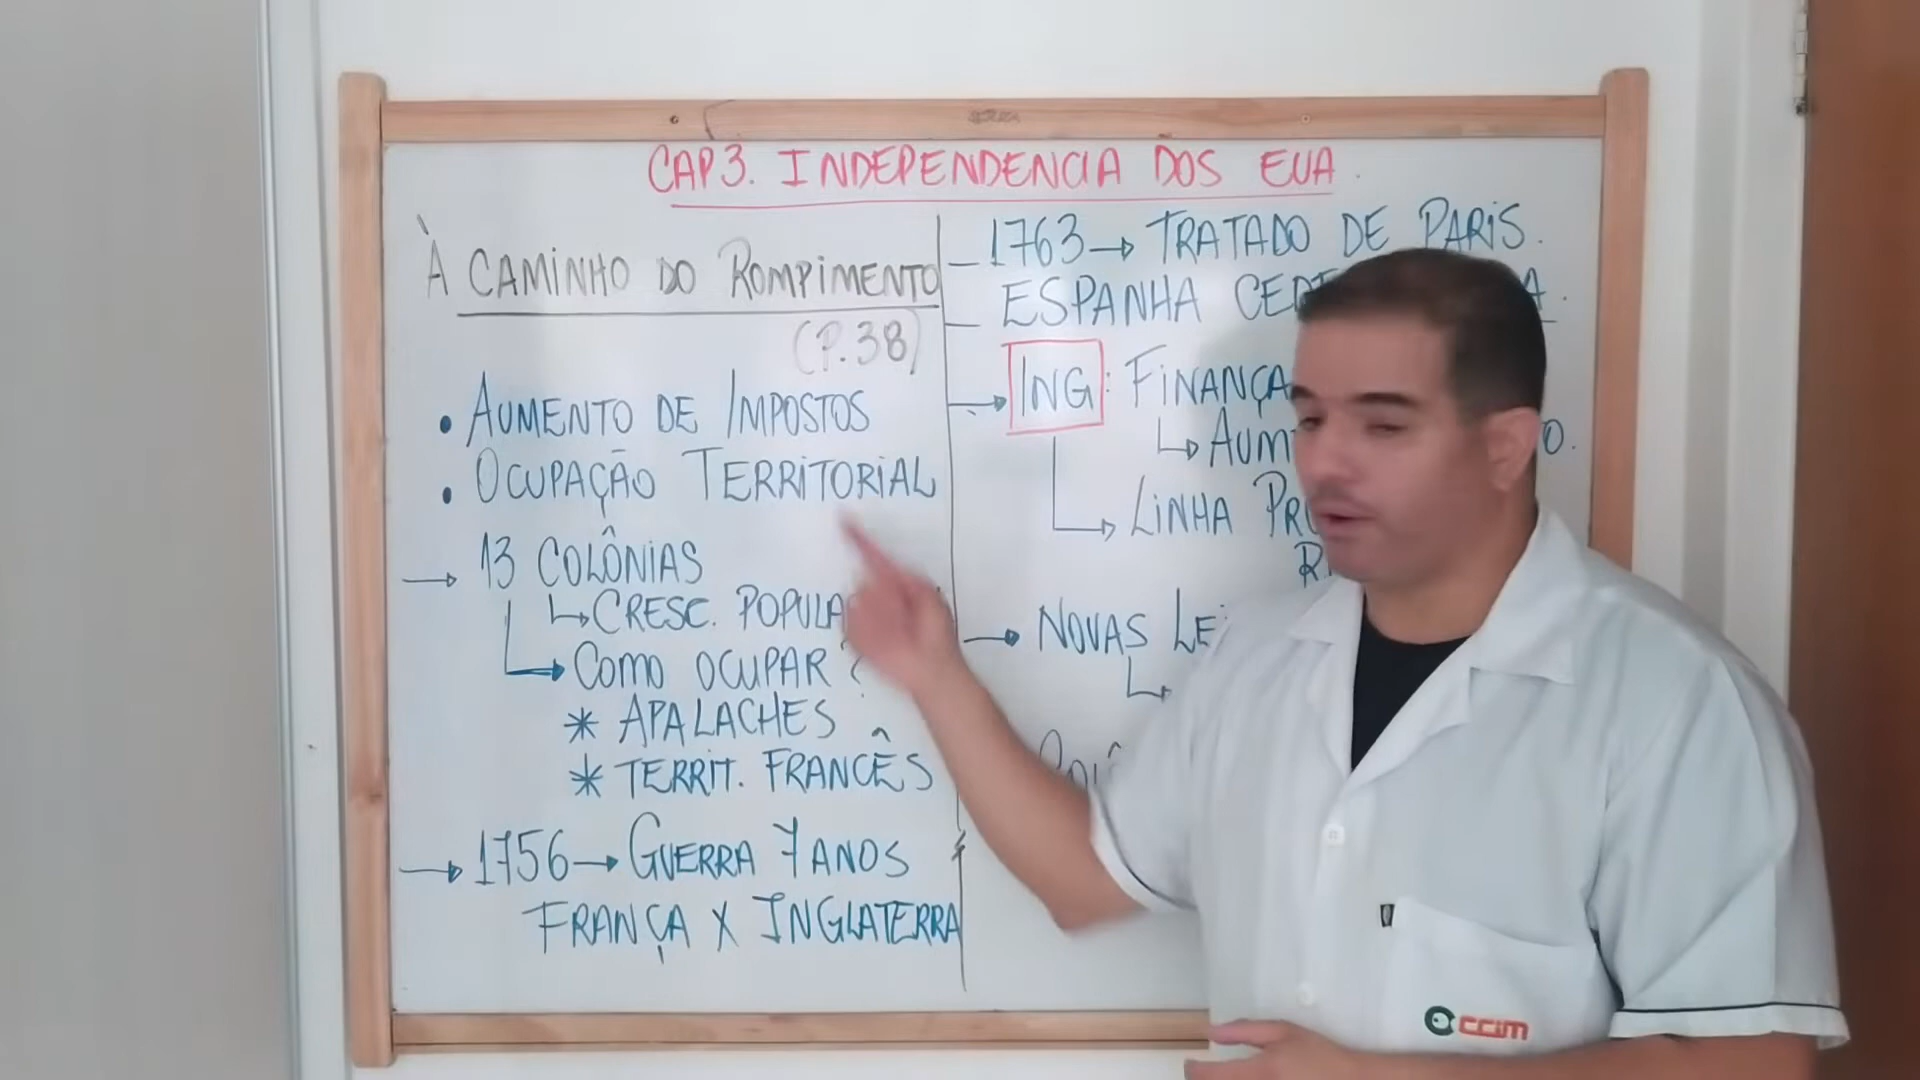 CAP3. INDEPENDENCIA DOS EUA.
À CAMINHO DO ROMPIMENTO
(P.38)
• AUMENTO DE IMPOSTOS
• OCUPAÇÃO TERRITORIAL
→ 13 COLÔNIAS
↳ CRESC.
↳ COMO OCUPAR ?
* APALACHES
* TERRIT. FRANCÊS
→ 1756 → GUERRA 7 ANOS
FRANÇA X INGLATERRA
– 1763 → TRATADO DE PARIS.
– ESPANHA
→ ING:
↳
↳ LINHA
→ NOVAS
↳
ccim